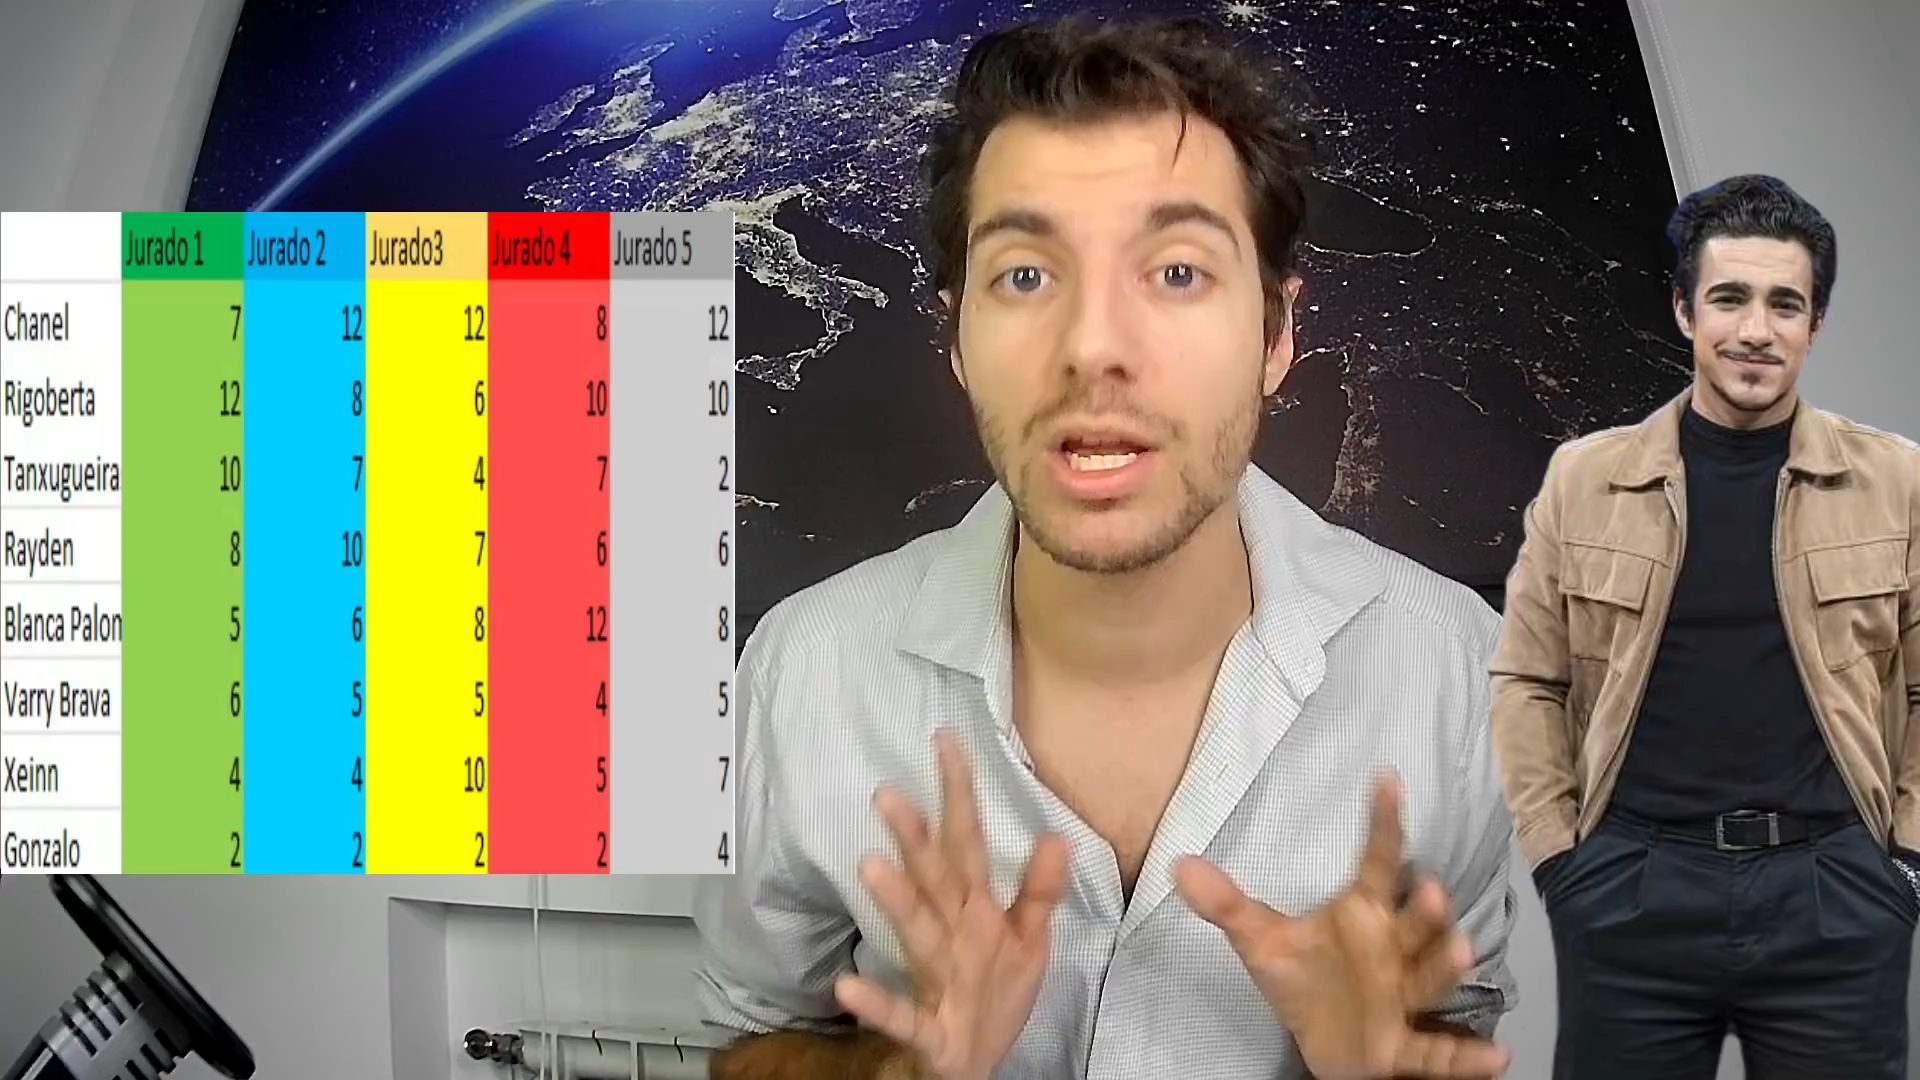 Jurado 1 Jurado 2 Jurado3 Jurado 4 Jurado 5
Chanel 7 12 12 8 12
Rigoberta 12 8 6 10 10
Tanxugueira 10 7 4 7 2
Rayden 8 10 7 6 6
Blanca Palon 5 6 8 12 8
Varry Brava 6 5 5 4 5
Xeinn 4 4 10 5 7
Gonzalo 2 2 2 2 4